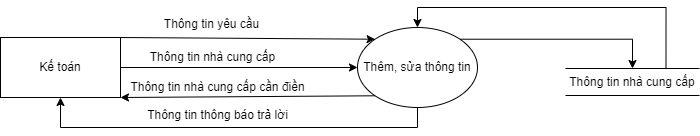 Thông tin yêu cầu
Thông tin nhà cung cấp
Kế toán
Thêm, sửa thông tin
Thông tin nhà cung cấp
Thông tin nhà cung cấp cần điền
Thông tin thông báo trả lời